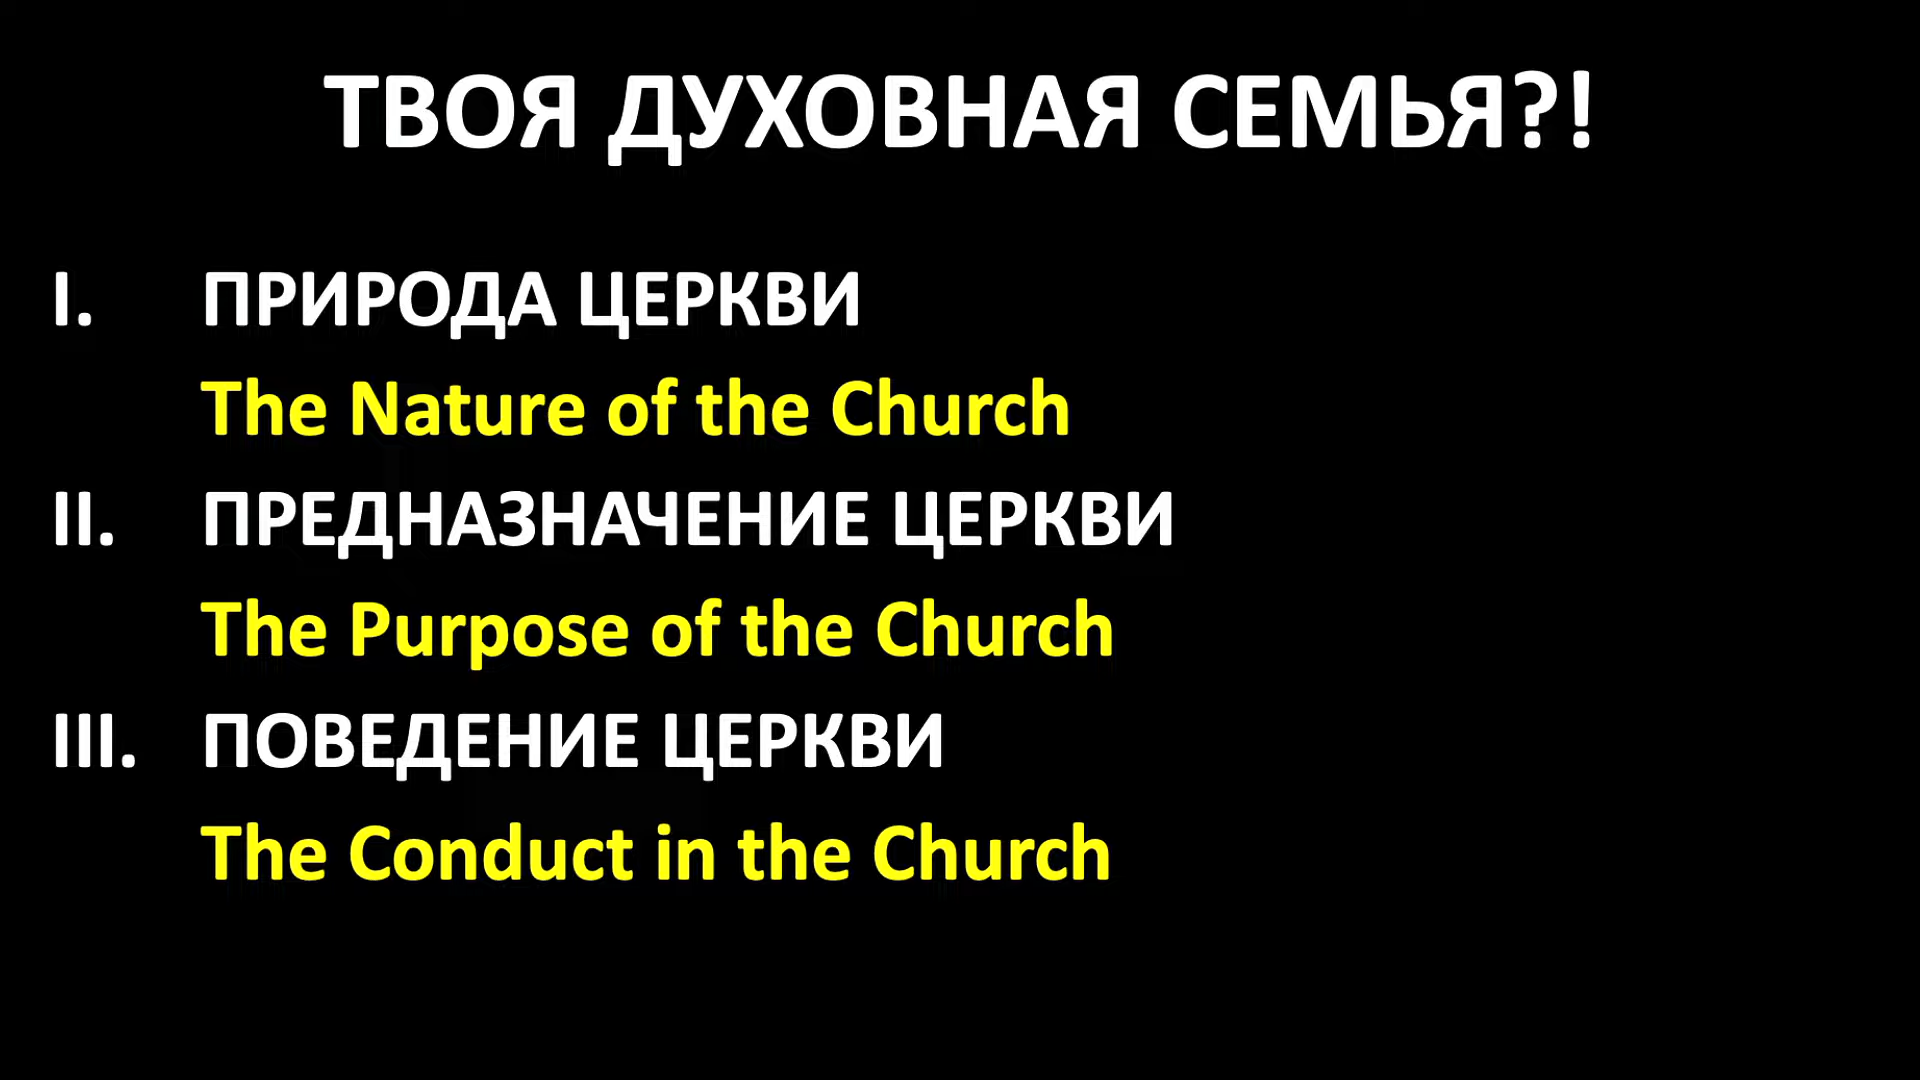 ТВОЯ ДУХОВНАЯ СЕМЬЯ?!
I. ПРИРОДА ЦЕРКВИ
The Nature of the Church
II. ПРЕДНАЗНАЧЕНИЕ ЦЕРКВИ
The Purpose of the Church
III. ПОВЕДЕНИЕ ЦЕРКВИ
The Conduct in the Church